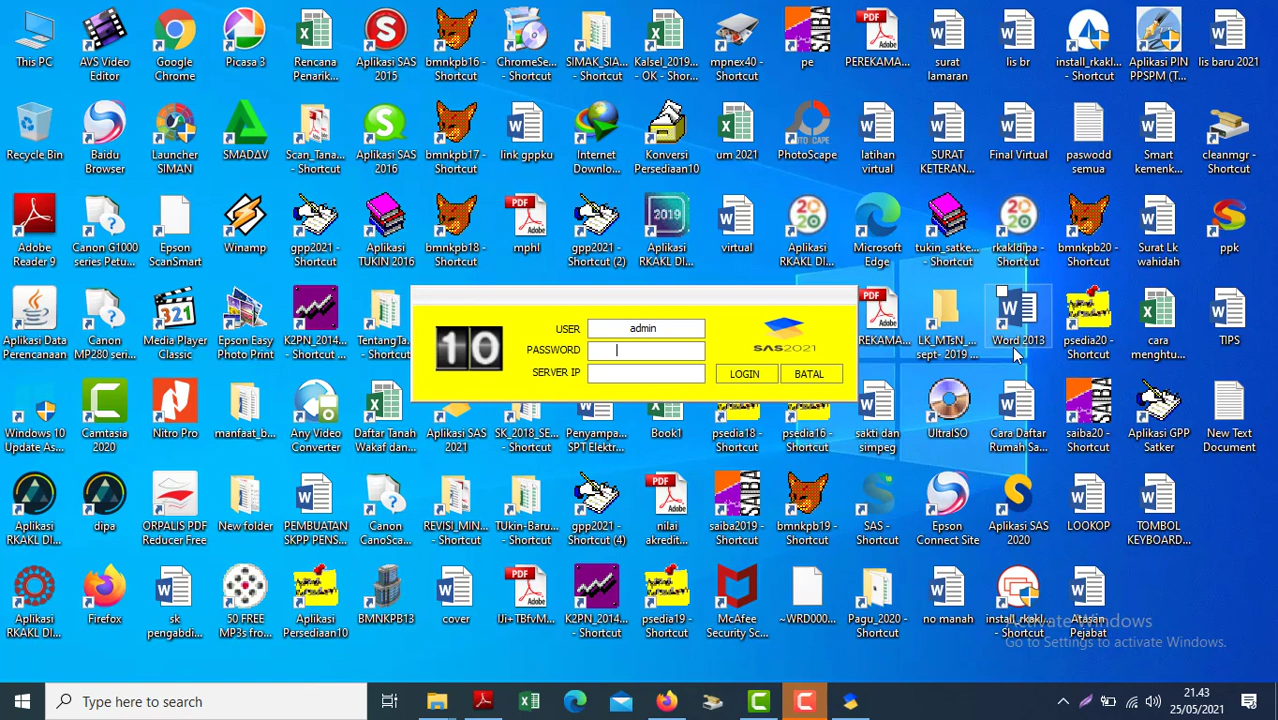 This PC
AVS Video
Editor
Google
Chrome
Picasa 3
Rencana
Penarik...
Aplikasi SAS
2015
bmnkpb16 -
Shortcut
ChromeSe...
- Shortcut
SIMAK_SIA...
- Shortcut
Kalsel_2019...
- OK - Shor...
mpnex40 -
Shortcut
pe
PEREKAMA...
surat
lamaran
lis br
install_rkakl...
- Shortcut
Aplikasi PIN
PPSPM (T...
lis baru 2021
Recycle Bin
Baidu
Browser
Launcher
SIMAN
SMADAV
Scan_Tana...
- Shortcut
Aplikasi SAS
2016
bmnkpb17 -
Shortcut
link gppku
Internet
Downlo...
Konversi
Persediaan10
um 2021
PhotoScape
latihan
virtual
SURAT
KETERAN...
Final Virtual
paswodd
semua
Smart
kemenk...
cleanmgr -
Shortcut
Adobe
Reader 9
Canon G1000
series Petu...
Epson
ScanSmart
Winamp
gpp2021 -
Shortcut
Aplikasi
TUKIN 2016
bmnkpb18 -
Shortcut
mphl
gpp2021 -
Shortcut (2)
Aplikasi
RKAKL DI...
virtual
Aplikasi
RKAKL DI...
Microsoft
Edge
tukin_satke...
- Shortcut
rkakldipa -
Shortcut
bmnkpb20 -
Shortcut
Surat Lk
wahidah
ppk
Aplikasi Data
Perencanaan
Canon
MP280 seri...
Media Player
Classic
Epson Easy
Photo Print
K2PN_2014...
- Shortcut ...
TentangTa...
- Shortcut
REKAMA...
LK_MTsN_...
sept- 2019 ...
Word 2013
psedia20 -
Shortcut
cara
menghtu...
TIPS
10
USER
admin
PASSWORD
SERVER IP
SAS2021
LOGIN
BATAL
Windows 10
Update As...
Camtasia
2020
Nitro Pro
manfaat_b...
Any Video
Converter
Daftar Tanah
Wakaf dan...
Aplikasi SAS
2021
SK_2018_SE...
- Shortcut
Penyampa...
SPT Elektr...
Book1
psedia18 -
Shortcut
psedia16 -
Shortcut
sakti dan
simpeg
UltraISO
Cara Daftar
Rumah Sa...
saiba20 -
Shortcut
Aplikasi GPP
Satker
New Text
Document
Aplikasi
RKAKL DI...
dipa
ORPALIS PDF
Reducer Free
New folder
PEMBUATAN
SKPP PENS...
Canon
CanoSca...
REVISI_MIN...
- Shortcut
TUkin-Baru...
- Shortcut
gpp2021 -
Shortcut (4)
nilai
akredit...
saiba2019 -
Shortcut
bmnkpb19 -
Shortcut
SAS -
Shortcut
Epson
Connect Site
Aplikasi SAS
2020
LOOKOP
TOMBOL
KEYBOARD...
Aplikasi
RKAKL DI...
Firefox
sk
pengabdi...
50 FREE
MP3s fro...
Aplikasi
Persediaan10
BMNKPB13
cover
IJi+TBfvM...
K2PN_2014...
- Shortcut
psedia19 -
Shortcut
McAfee
Security Sc...
~WRD000...
Pagu_2020 -
Shortcut
no manah
install_rkakl...
- Shortcut
Atasan
Pejabat
Activate Windows
Go to Settings to activate Windows.
Type here to search
21.43
25/05/2021